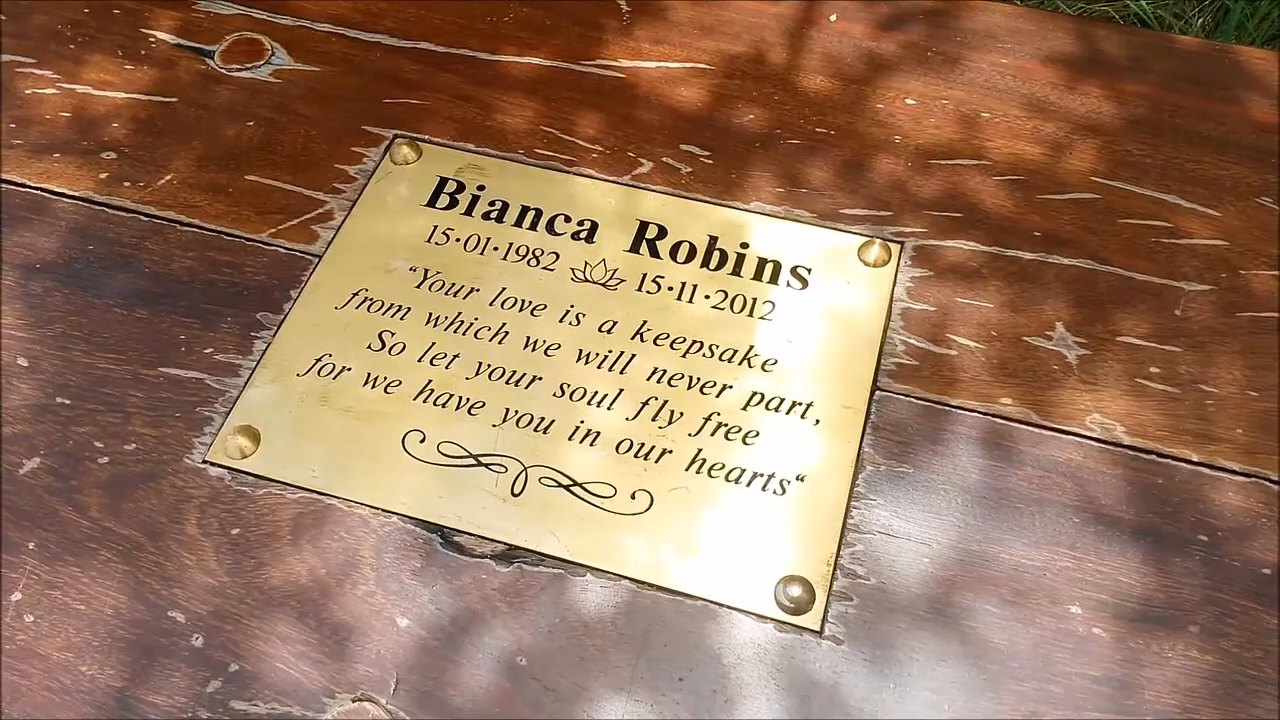 Bianca Robins
15·01·1982 15·11·2012
“Your love is a keepsake
from which we will never part,
So let your soul fly free
for we have you in our hearts“